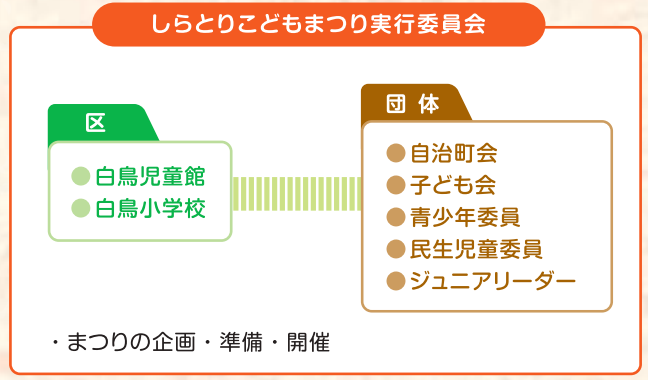 しらとりこどもまつり実行委員会
区
●白鳥児童館
●白鳥小学校
団 体
●自治町会
●子ども会
●青少年委員
●民生児童委員
●ジュニアリーダー
・まつりの企画・準備・開催